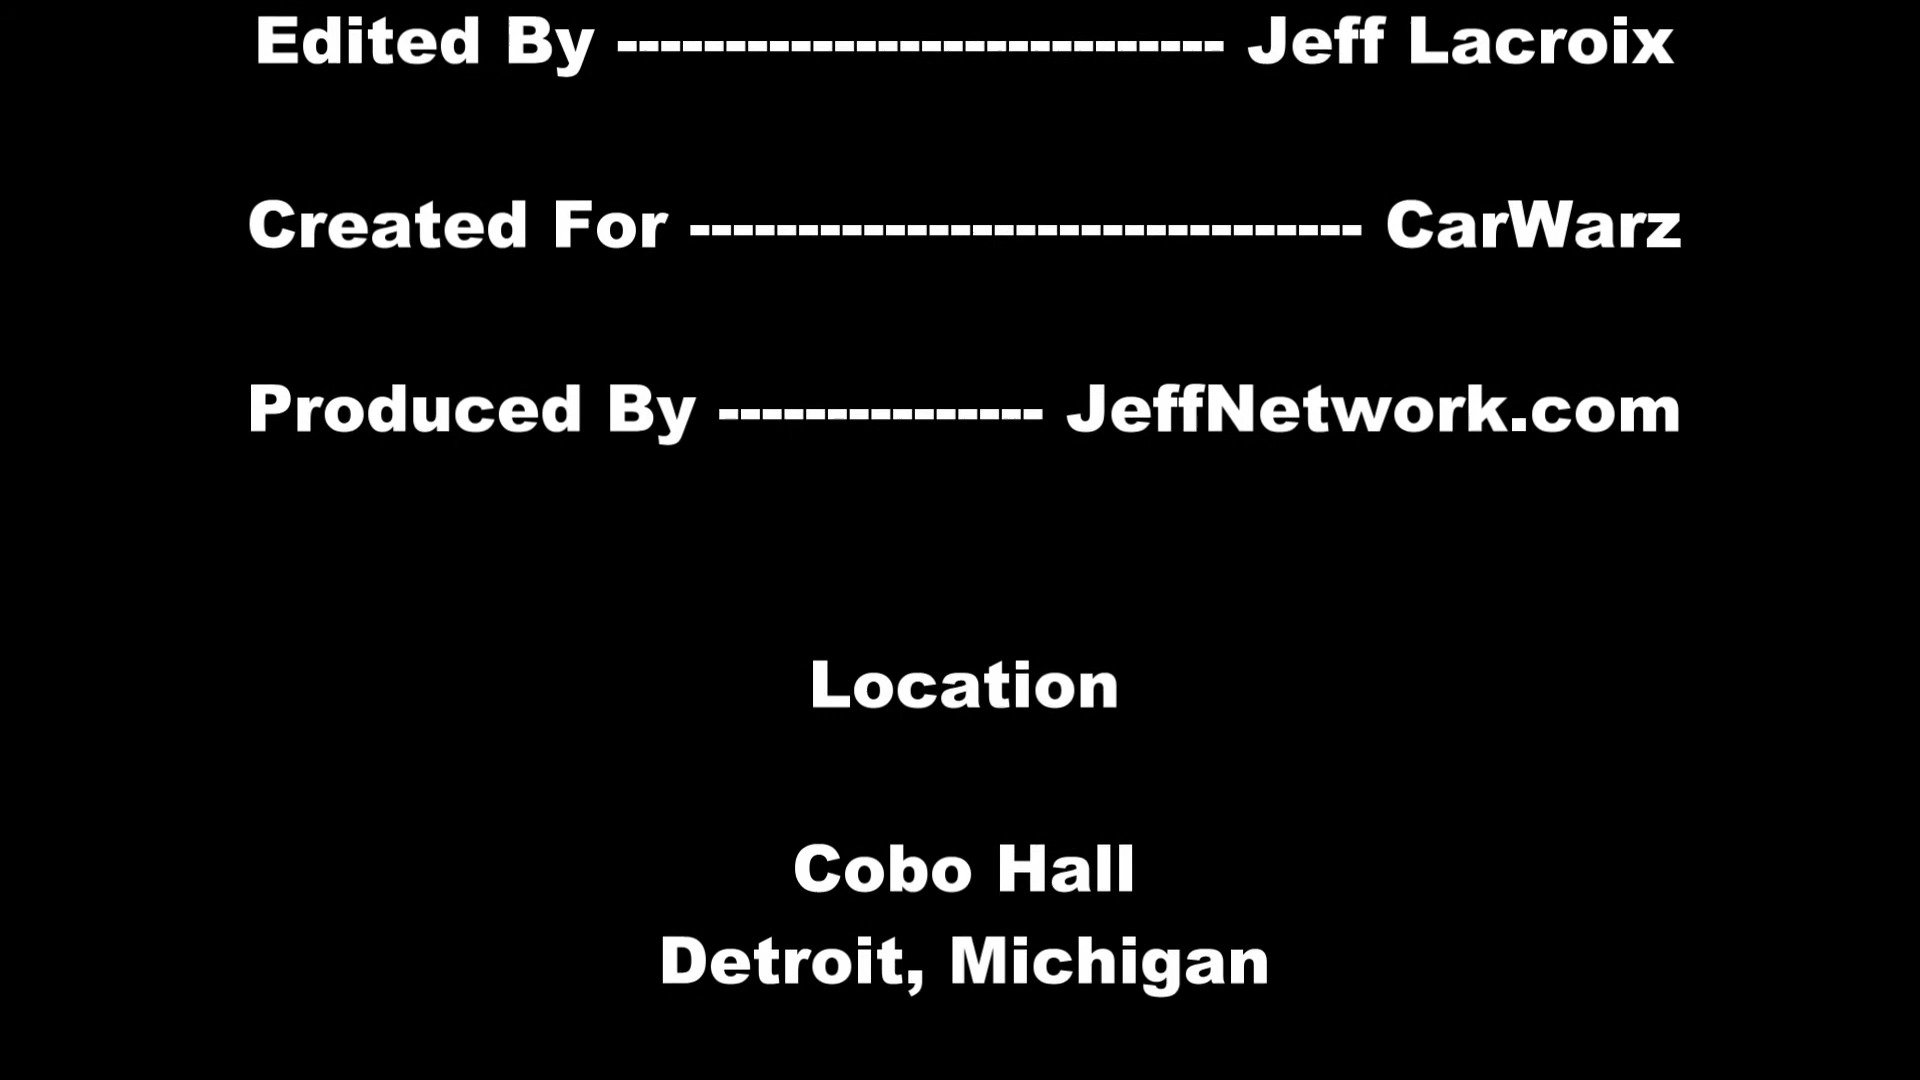 Edited By ---------------------------- Jeff Lacroix
Created For ------------------------------- CarWarz
Produced By --------------- JeffNetwork.com
Location
Cobo Hall
Detroit, Michigan